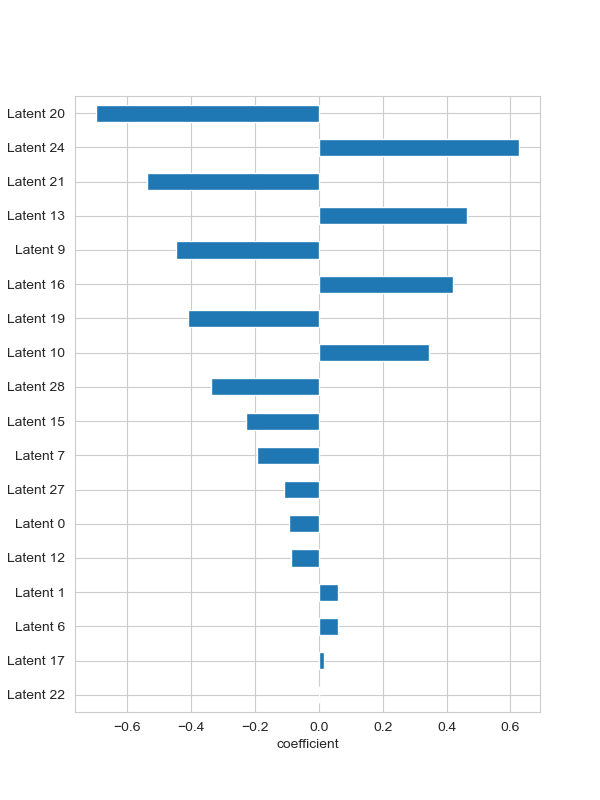 Latent 20
Latent 24
Latent 21
Latent 13
Latent 9
Latent 16
Latent 19
Latent 10
Latent 28
Latent 15
Latent 7
Latent 27
Latent 0
Latent 12
Latent 1
Latent 6
Latent 17
Latent 22
−0.6 −0.4 −0.2 0.0 0.2 0.4 0.6
coefficient